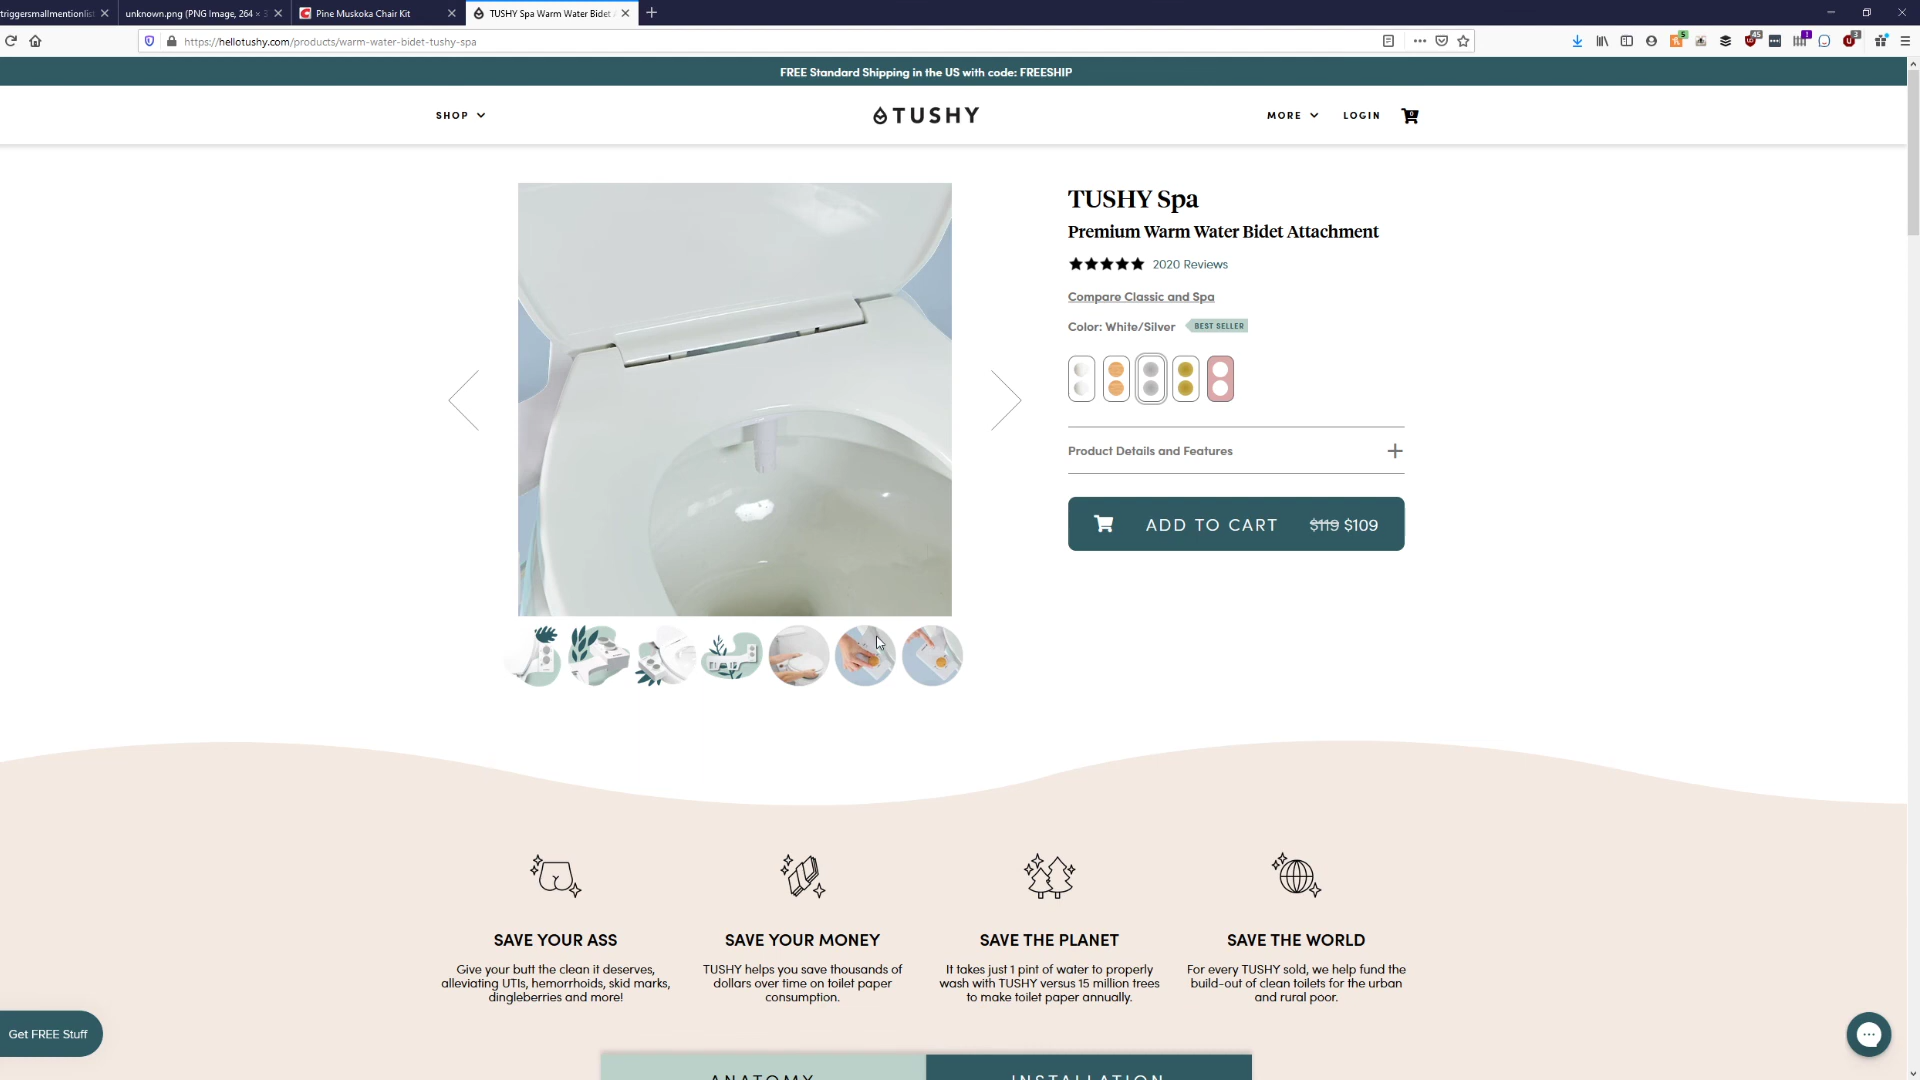 triggersmallmentionlist
unknown.png (PNG Image, 264 ×
Pine Muskoka Chair Kit
TUSHY Spa Warm Water Bidet
https://hellotushy.com/products/warm-water-bidet-tushy-spa
5
45
1
3
FREE Standard Shipping in the US with code: FREESHIP
SHOP
TUSHY
MORE
LOGIN
0
TUSHY Spa
Premium Warm Water Bidet Attachment
2020 Reviews
Compare Classic and Spa
Color: White/Silver
BEST SELLER
Product Details and Features
ADD TO CART $119 $109
SAVE YOUR ASS
Give your butt the clean it deserves,
alleviating UTIs, hemorrhoids, skid marks,
dingleberries and more!
SAVE YOUR MONEY
TUSHY helps you save thousands of
dollars over time on toilet paper
consumption.
SAVE THE PLANET
It takes just 1 pint of water to properly
wash with TUSHY versus 15 million trees
to make toilet paper annually.
SAVE THE WORLD
For every TUSHY sold, we help fund the
build-out of clean toilets for the urban
and rural poor.
Get FREE Stuff
ANATOMY
INSTALLATION